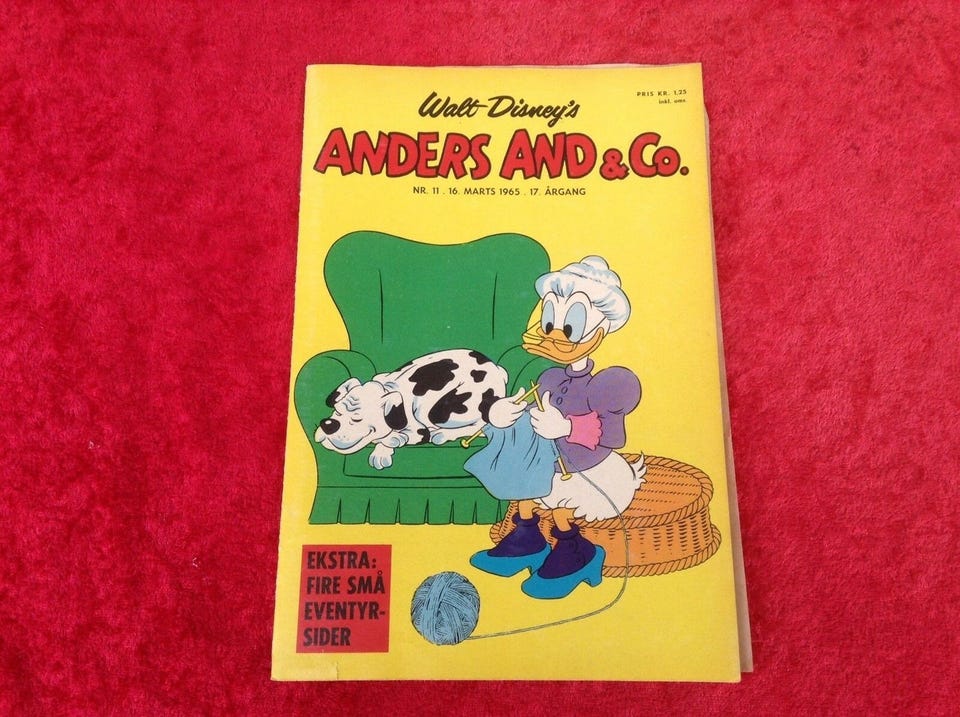 Walt Disney's
PRIS KR. 1,25
inkl. oms.
ANDERS AND & Co.
NR. 11 . 16. MARTS 1965 . 17. ÅRGANG
EKSTRA:
FIRE SMÅ
EVENTYR-
SIDER